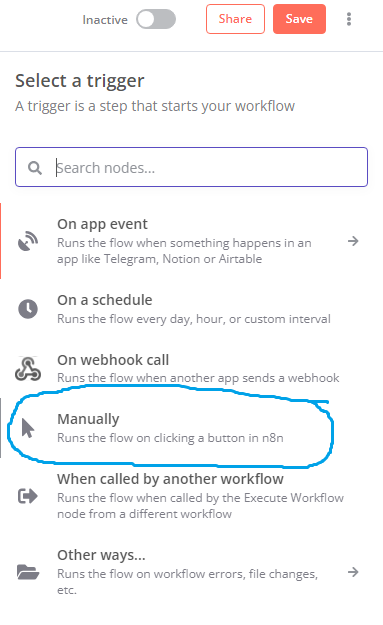 Inactive
Share
Save
Select a trigger
A trigger is a step that starts your workflow
Search nodes...
On app event
Runs the flow when something happens in an
app like Telegram, Notion or Airtable
On a schedule
Runs the flow every day, hour, or custom interval
On webhook call
Runs the flow when another app sends a webhook
Manually
Runs the flow on clicking a button in n8n
When called by another workflow
Runs the flow when called by the Execute Workflow
node from a different workflow
Other ways...
Runs the flow on workflow errors, file changes,
etc.